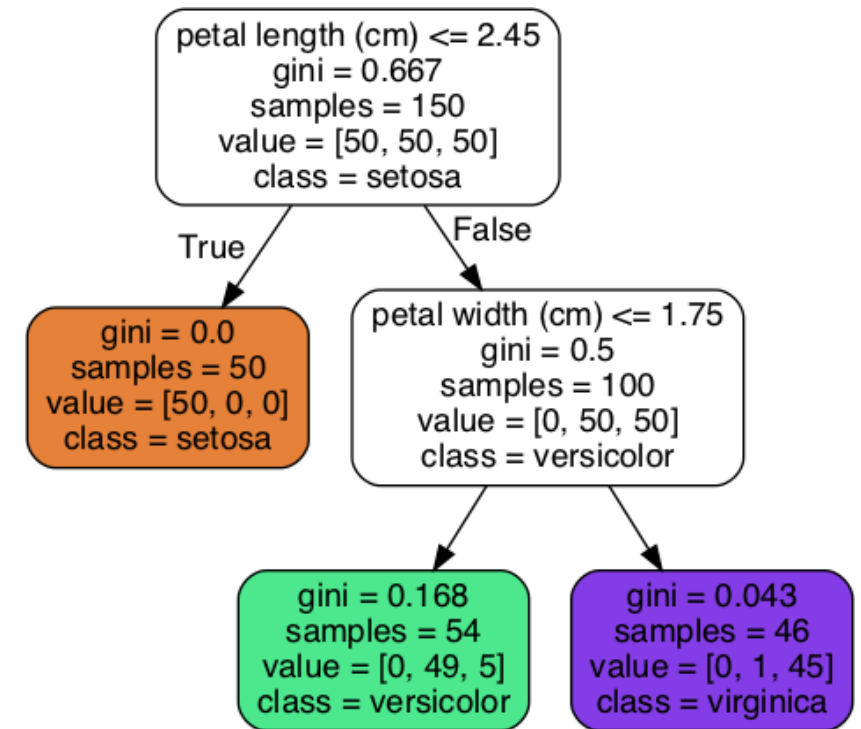 petal length (cm) <= 2.45
gini = 0.667
samples = 150
value = [50, 50, 50]
class = setosa
True
False
gini = 0.0
samples = 50
value = [50, 0, 0]
class = setosa
petal width (cm) <= 1.75
gini = 0.5
samples = 100
value = [0, 50, 50]
class = versicolor
gini = 0.168
samples = 54
value = [0, 49, 5]
class = versicolor
gini = 0.043
samples = 46
value = [0, 1, 45]
class = virginica